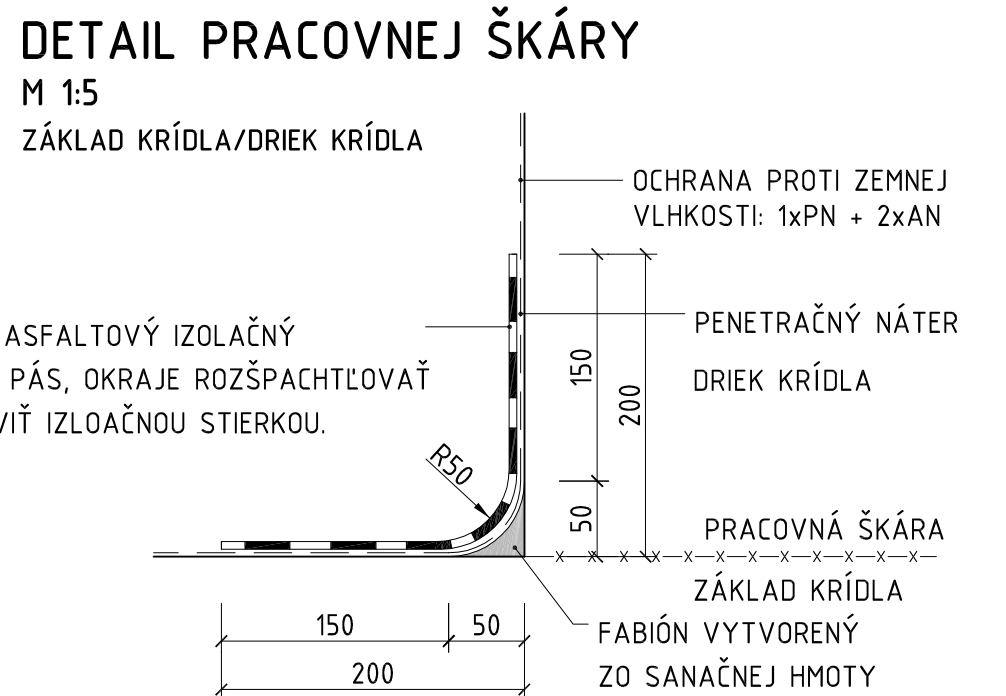 DETAIL PRACOVNEJ ŠKÁRY
M 1:5
ZÁKLAD KRÍDLA/DRIEK KRÍDLA
OCHRANA PROTI ZEMNEJ
VLHKOSTI: 1xPN + 2xAN
ASFALTOVÝ IZOLAČNÝ
PÁS, OKRAJE ROZŠPACHTĽOVAŤ
VIŤ IZLOAČNOU STIERKOU.
PENETRAČNÝ NÁTER
DRIEK KRÍDLA
150
200
50
R50
PRACOVNÁ ŠKÁRA
ZÁKLAD KRÍDLA
FABIÓN VYTVORENÝ
ZO SANAČNEJ HMOTY
150 50
200